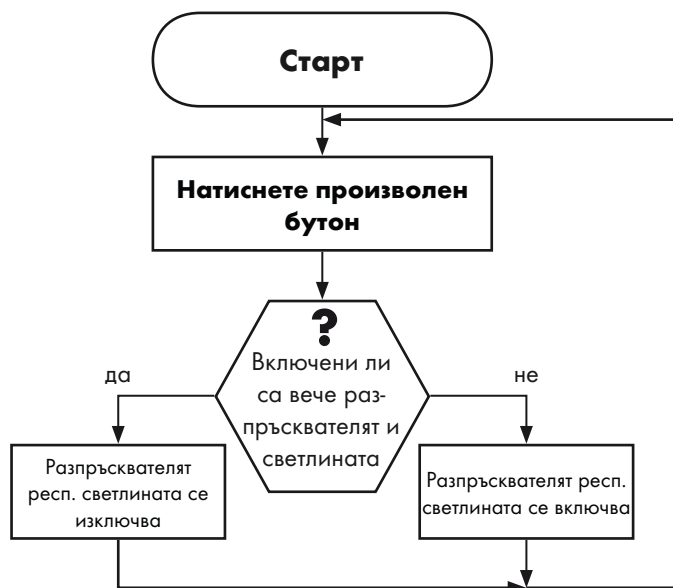 Старт
Натиснете произволен
бутон
?
Включени ли
са вече раз-
пръсквателят и
светлината
да
не
Разпръсквателят
респ. светлината се
изключва
Разпръсквателят респ.
светлината се включва